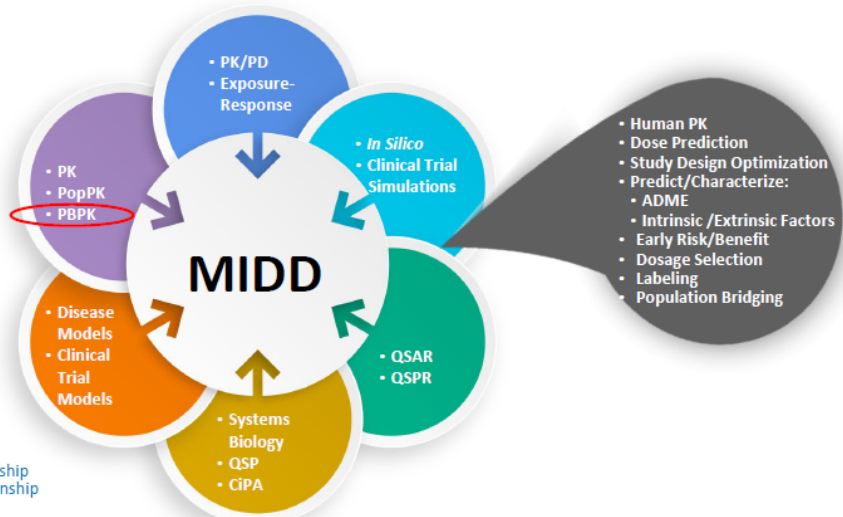 • PK/PD
• Exposure-
Response
• In Silico
• Clinical Trial
Simulations
• PK
• PopPK
• PBPK
MIDD
• Disease
Models
• Clinical
Trial
Models
• QSAR
• QSPR
• Systems
Biology
• QSP
• CiPA
• Human PK
• Dose Prediction
• Study Design Optimization
• Predict/Characterize:
• ADME
• Intrinsic /Extrinsic Factors
• Early Risk/Benefit
• Dosage Selection
• Labeling
• Population Bridging
ship
nship